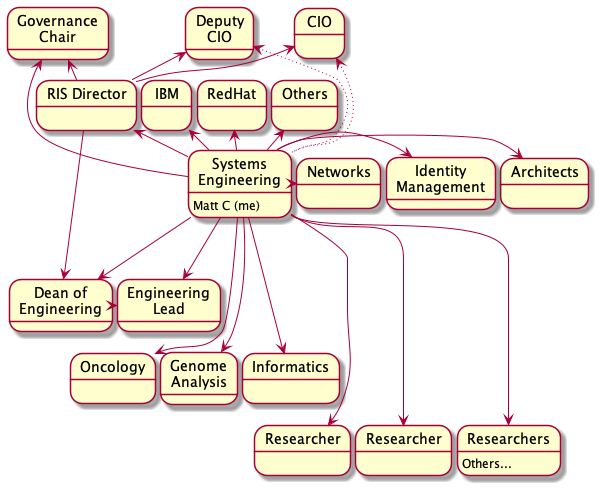 Governance
Chair
Deputy
CIO
CIO
RIS Director
IBM
RedHat
Others
Systems
Engineering
Matt C (me)
Networks
Identity
Management
Architects
Dean of
Engineering
Engineering
Lead
Oncology
Genome
Analysis
Informatics
Researcher
Researcher
Researchers
Others...